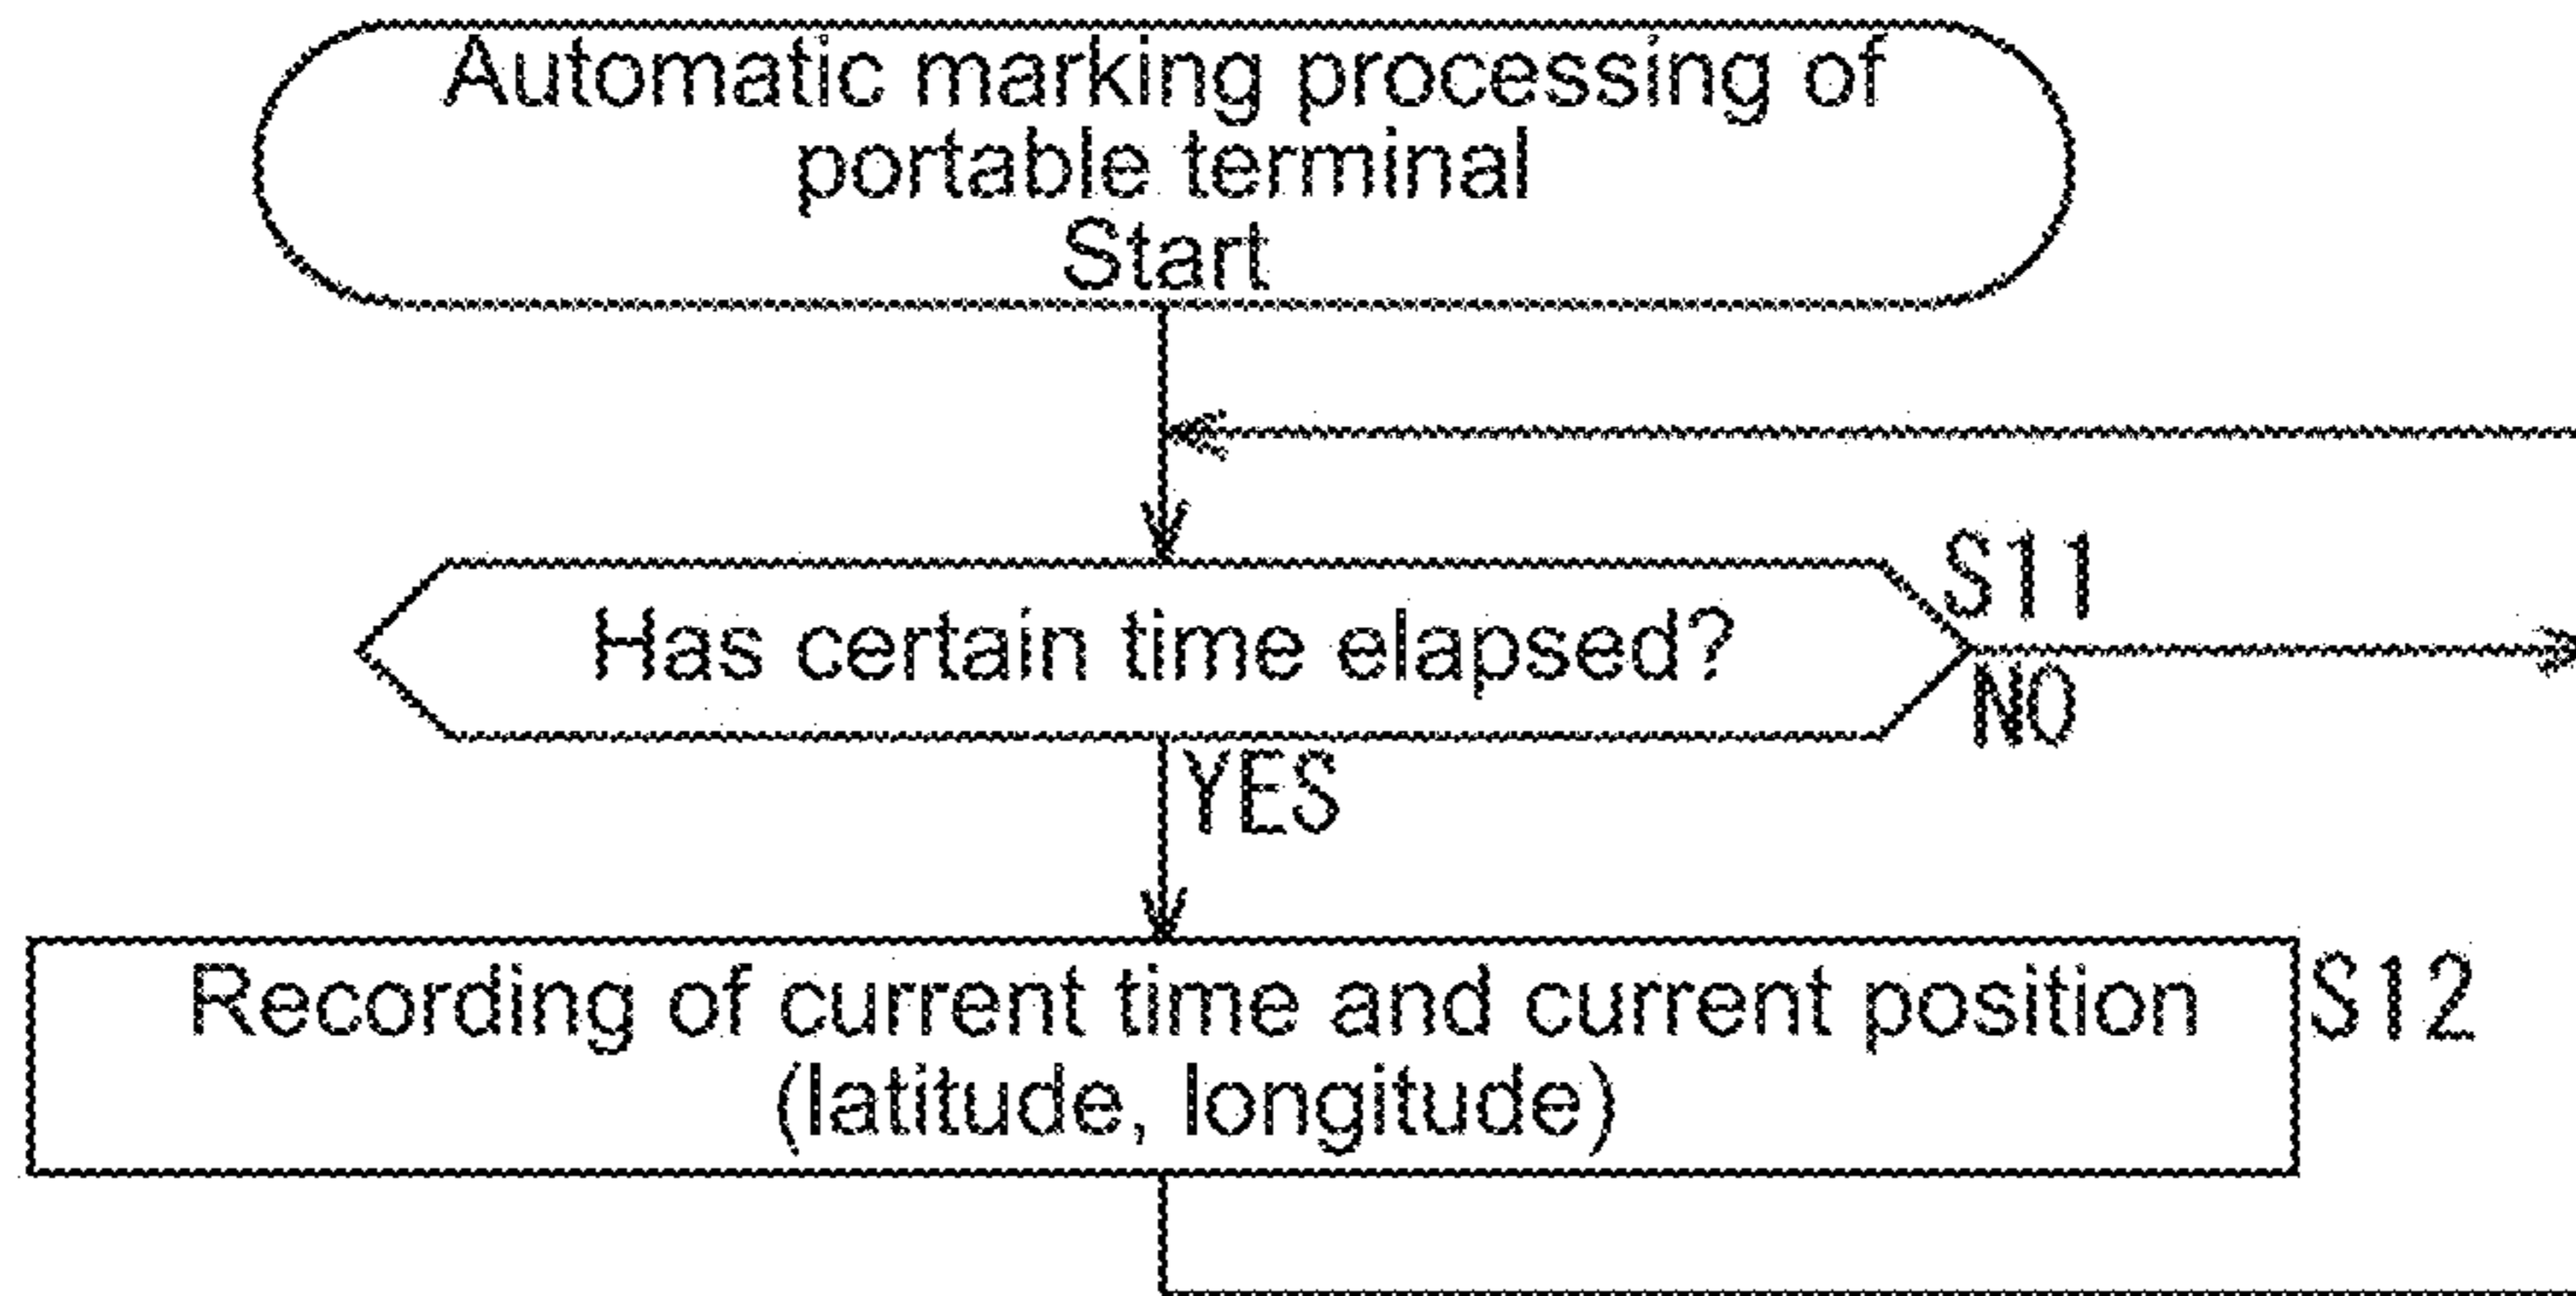 Automatic marking processing of
portable terminal
Start
S11
Has certain time elapsed?
NO
YES
Recording of current time and current position
(latitude, longitude)
S12